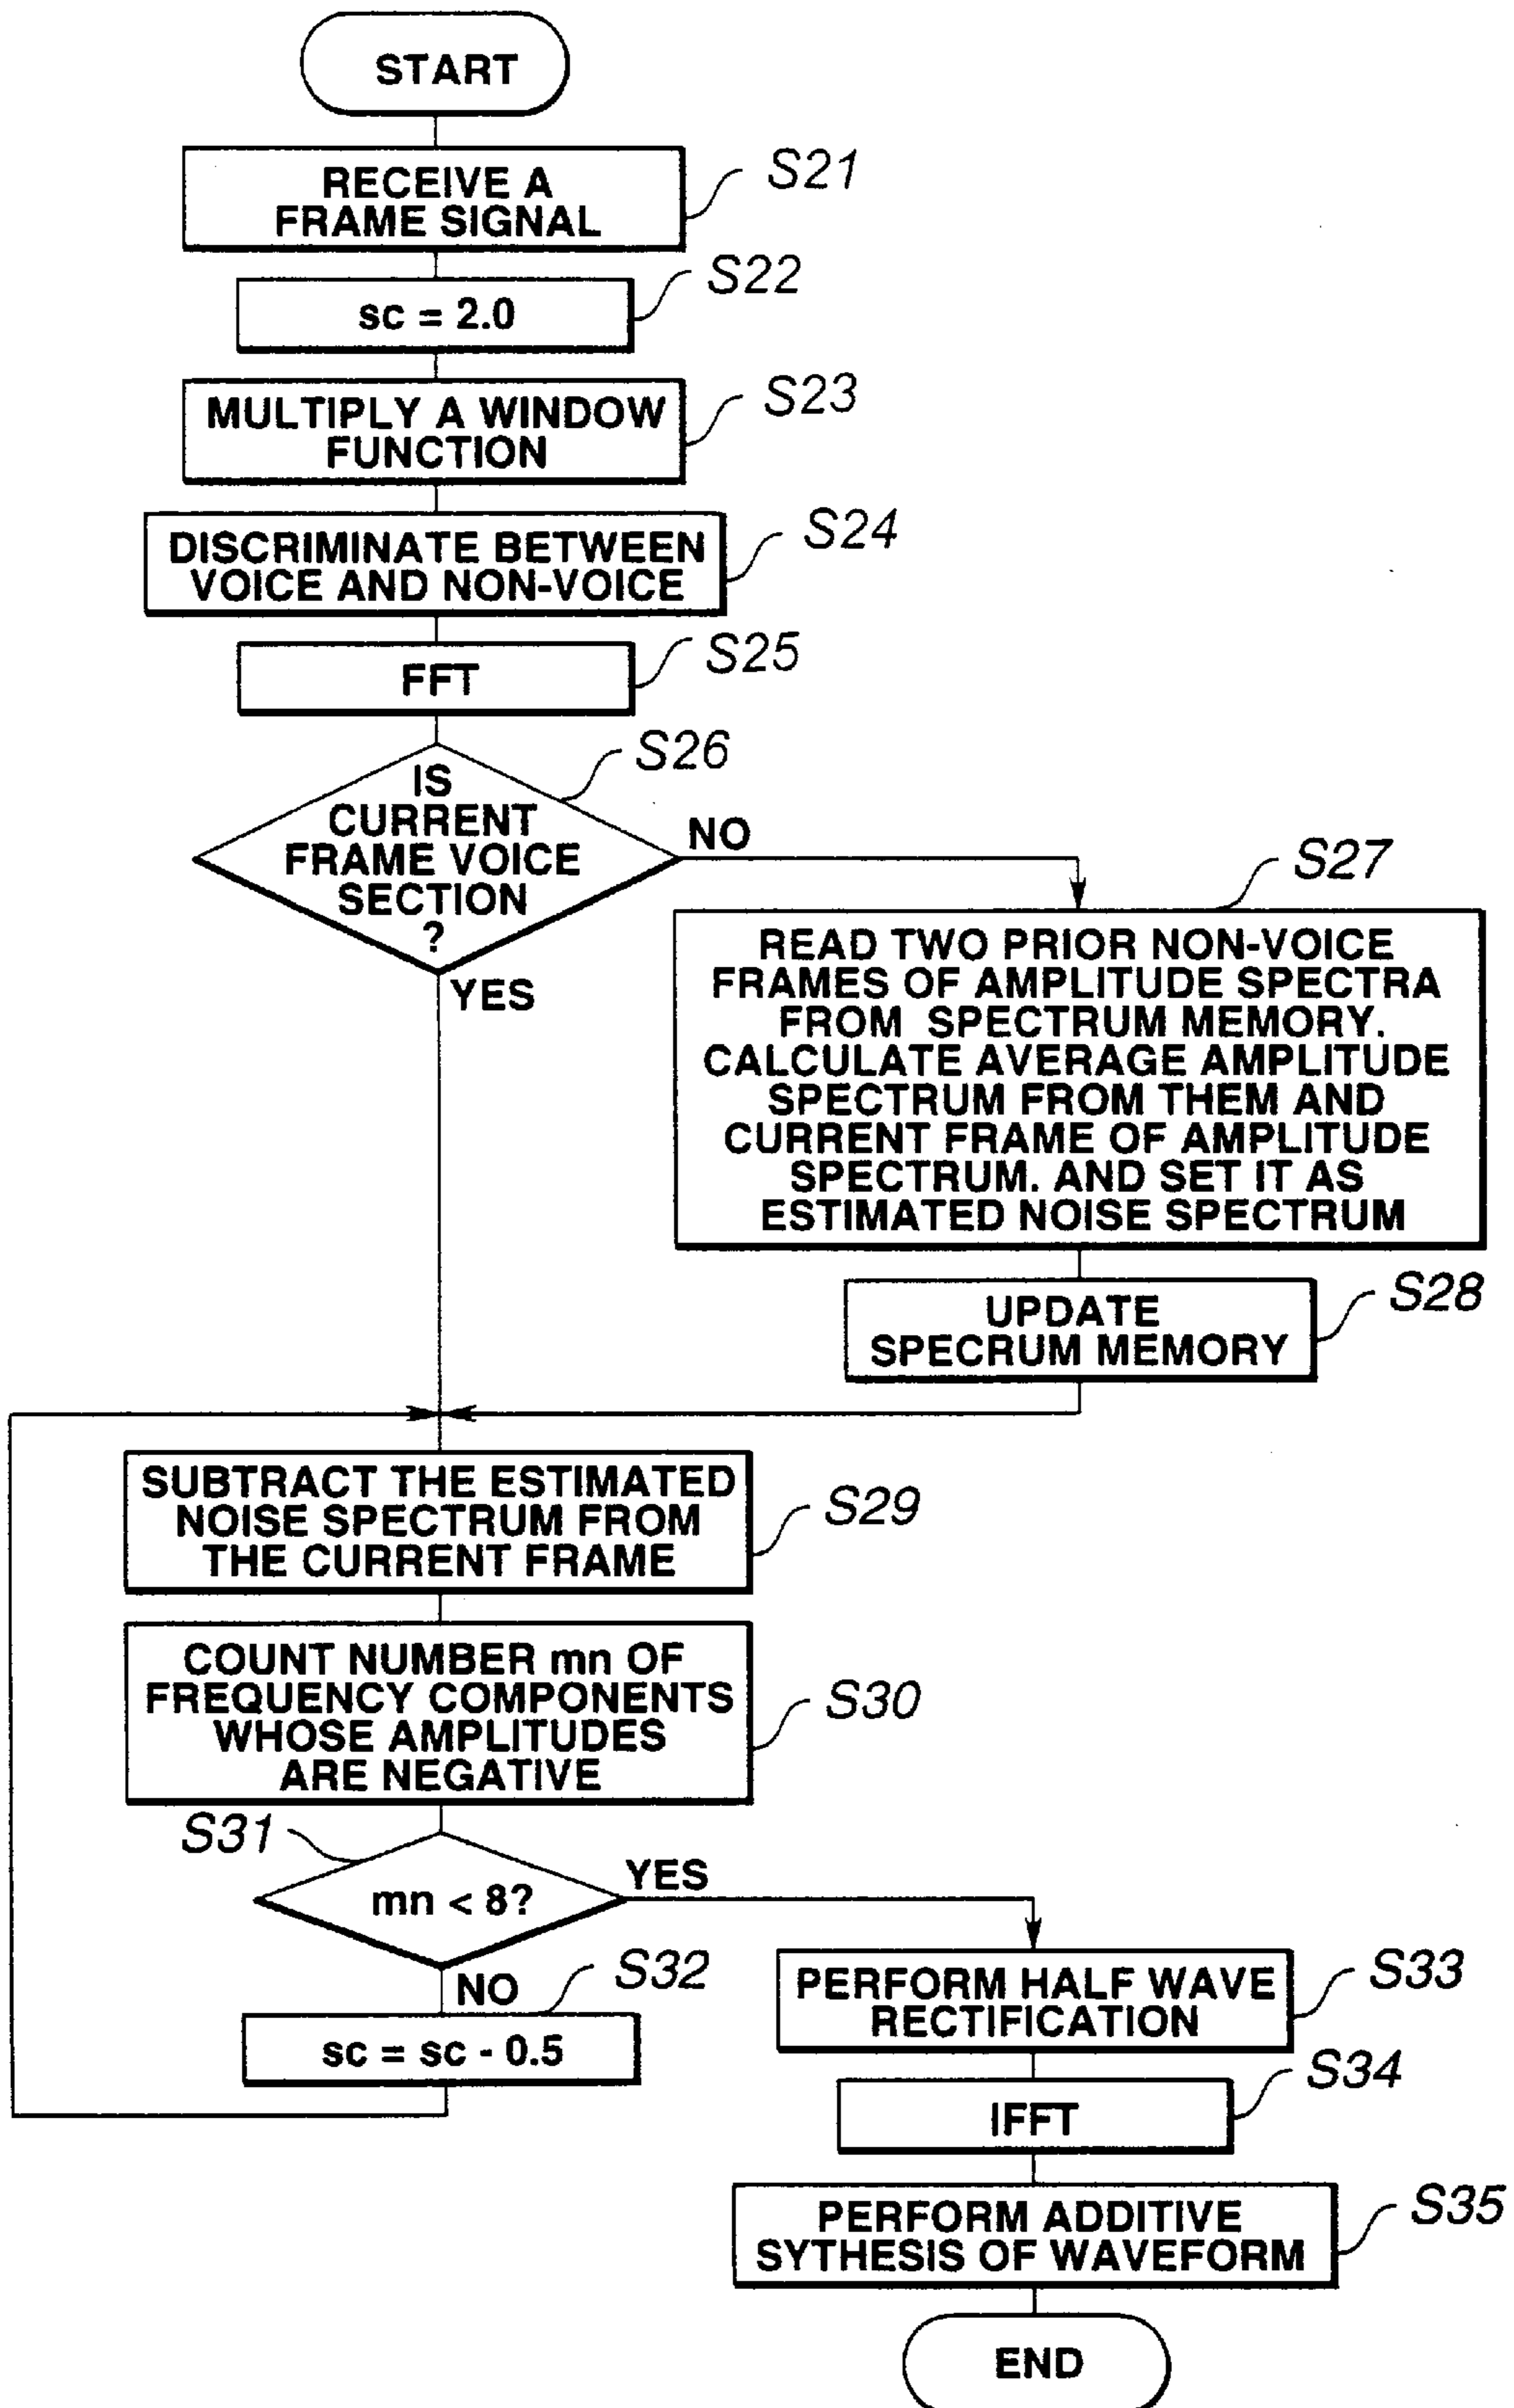 START
RECEIVE A
FRAME SIGNAL
S21
sc = 2.0
S22
MULTIPLY A WINDOW
FUNCTION
S23
DISCRIMINATE BETWEEN
VOICE AND NON-VOICE
S24
FFT
S25
IS
CURRENT
FRAME VOICE
SECTION
?
S26
NO
YES
S27
READ TWO PRIOR NON-VOICE
FRAMES OF AMPLITUDE SPECTRA
FROM SPECTRUM MEMORY.
CALCULATE AVERAGE AMPLITUDE
SPECTRUM FROM THEM AND
CURRENT FRAME OF AMPLITUDE
SPECTRUM. AND SET IT AS
ESTIMATED NOISE SPECTRUM
UPDATE
SPECRUM MEMORY
S28
SUBTRACT THE ESTIMATED
NOISE SPECTRUM FROM
THE CURRENT FRAME
S29
COUNT NUMBER mn OF
FREQUENCY COMPONENTS
WHOSE AMPLITUDES
ARE NEGATIVE
S30
S31
mn < 8?
YES
NO
S32
sc = sc - 0.5
PERFORM HALF WAVE
RECTIFICATION
S33
IFFT
S34
PERFORM ADDITIVE
SYTHESIS OF WAVEFORM
S35
END